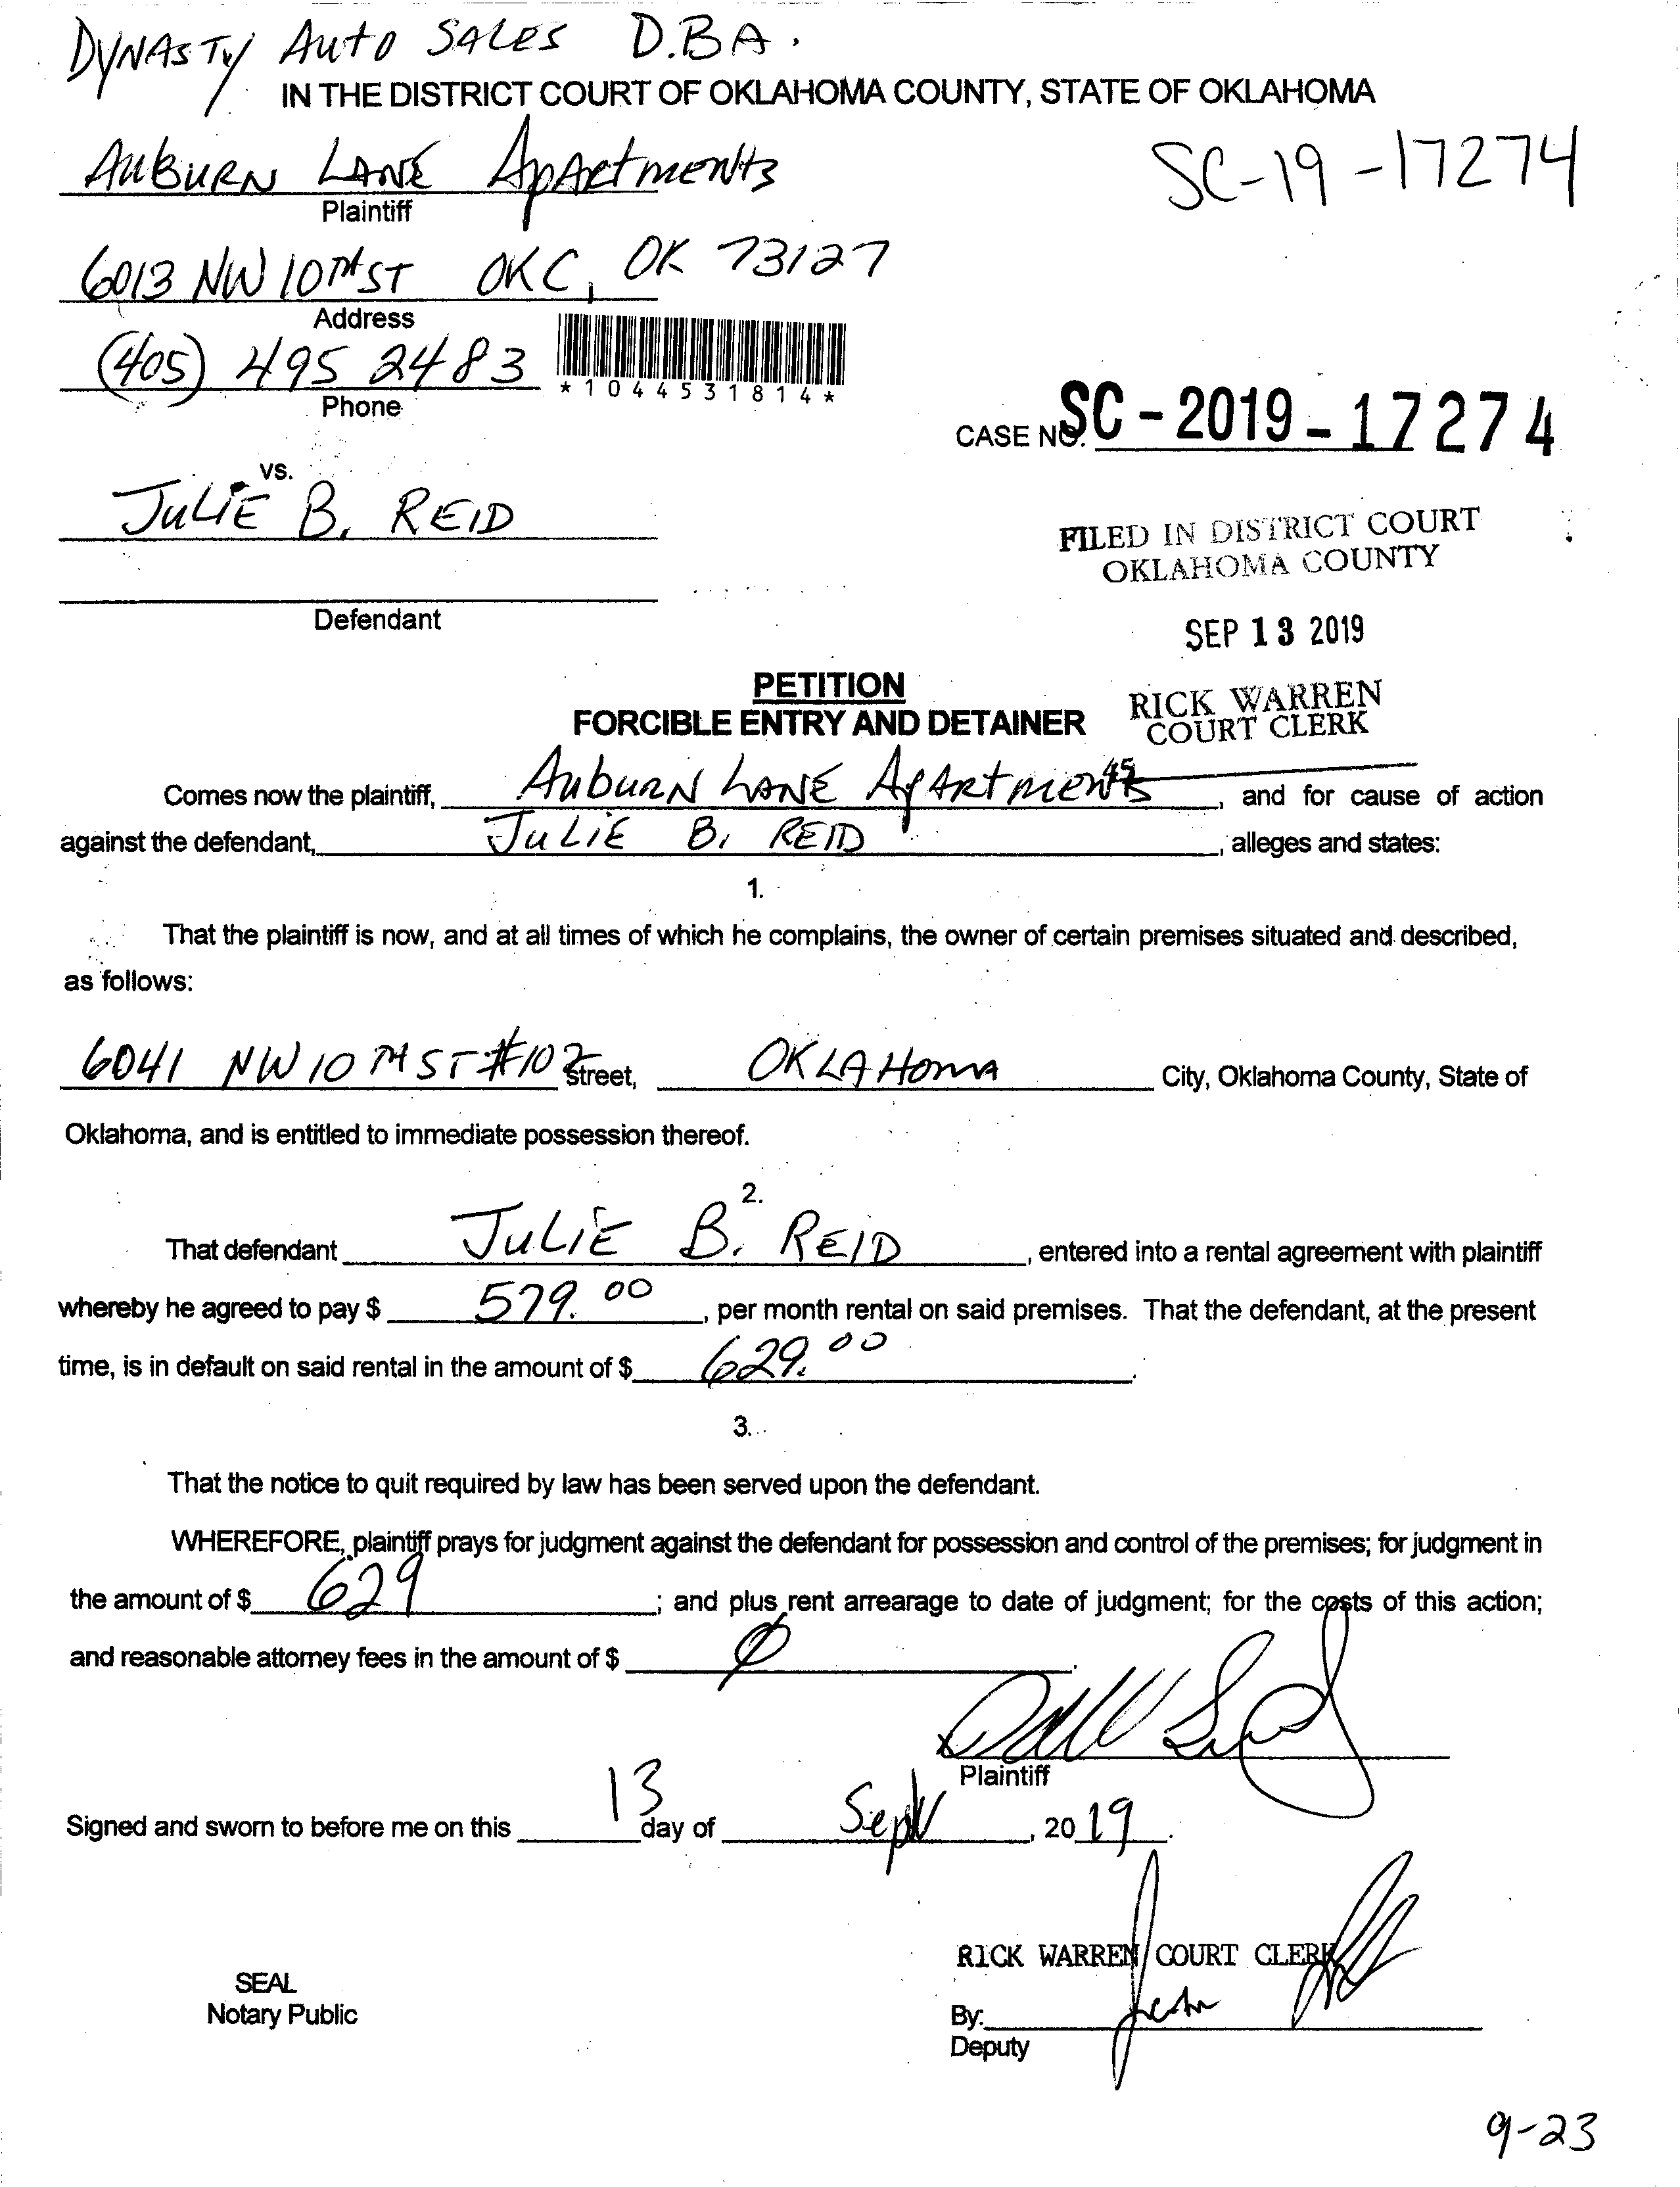 DYNASTY AUTO SALES D.B.A.
IN THE DISTRICT COURT OF OKLAHOMA COUNTY, STATE OF OKLAHOMA
AUBURN LANE APARTMENTS
SC-19-17274
Plaintiff
6013 NW 10TH ST OKC, OK 73127
Address
(405) 495 2483
*1044531814*
Phone
CASE NO. SC-2019-17274
vs.
JULIE B. REID
FILED IN DISTRICT COURT
OKLAHOMA COUNTY
Defendant
SEP 13 2019
PETITION
RICK WARREN
FORCIBLE ENTRY AND DETAINER
COURT CLERK
45
Comes now the plaintiff, AUBURN LANE APARTMENTS, and for cause of action
against the defendant, JULIE B. REID, alleges and states:
1.
That the plaintiff is now, and at all times of which he complains, the owner of certain premises situated and described,
as follows:
6041 NW 10TH ST #102 Street, OKLAHOMA City, Oklahoma County, State of
Oklahoma, and is entitled to immediate possession thereof.
2.
That defendant JULIE B. REID, entered into a rental agreement with plaintiff
whereby he agreed to pay $ 579.00, per month rental on said premises. That the defendant, at the present
time, is in default on said rental in the amount of $ 629.00.
3.
That the notice to quit required by law has been served upon the defendant.
WHEREFORE, plaintiff prays for judgment against the defendant for possession and control of the premises; for judgment in
the amount of $ 629; and plus rent arrearage to date of judgment; for the costs of this action;
and reasonable attorney fees in the amount of $ Ø.
Plaintiff
Signed and sworn to before me on this 13 day of Sept, 2019.
RICK WARREN COURT CLERK
SEAL
Notary Public
By:
Deputy
9-23